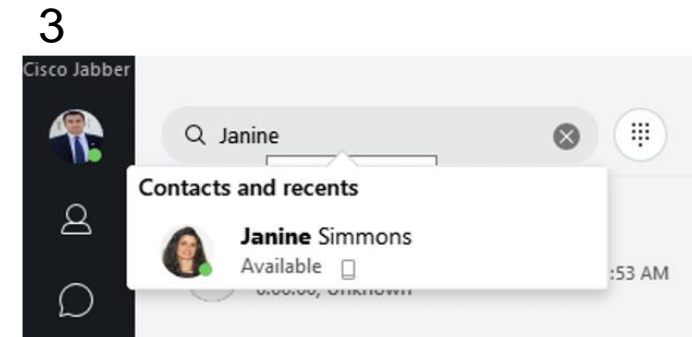 3
Cisco Jabber
Janine
Contacts and recents
Janine Simmons
Available
:53 AM